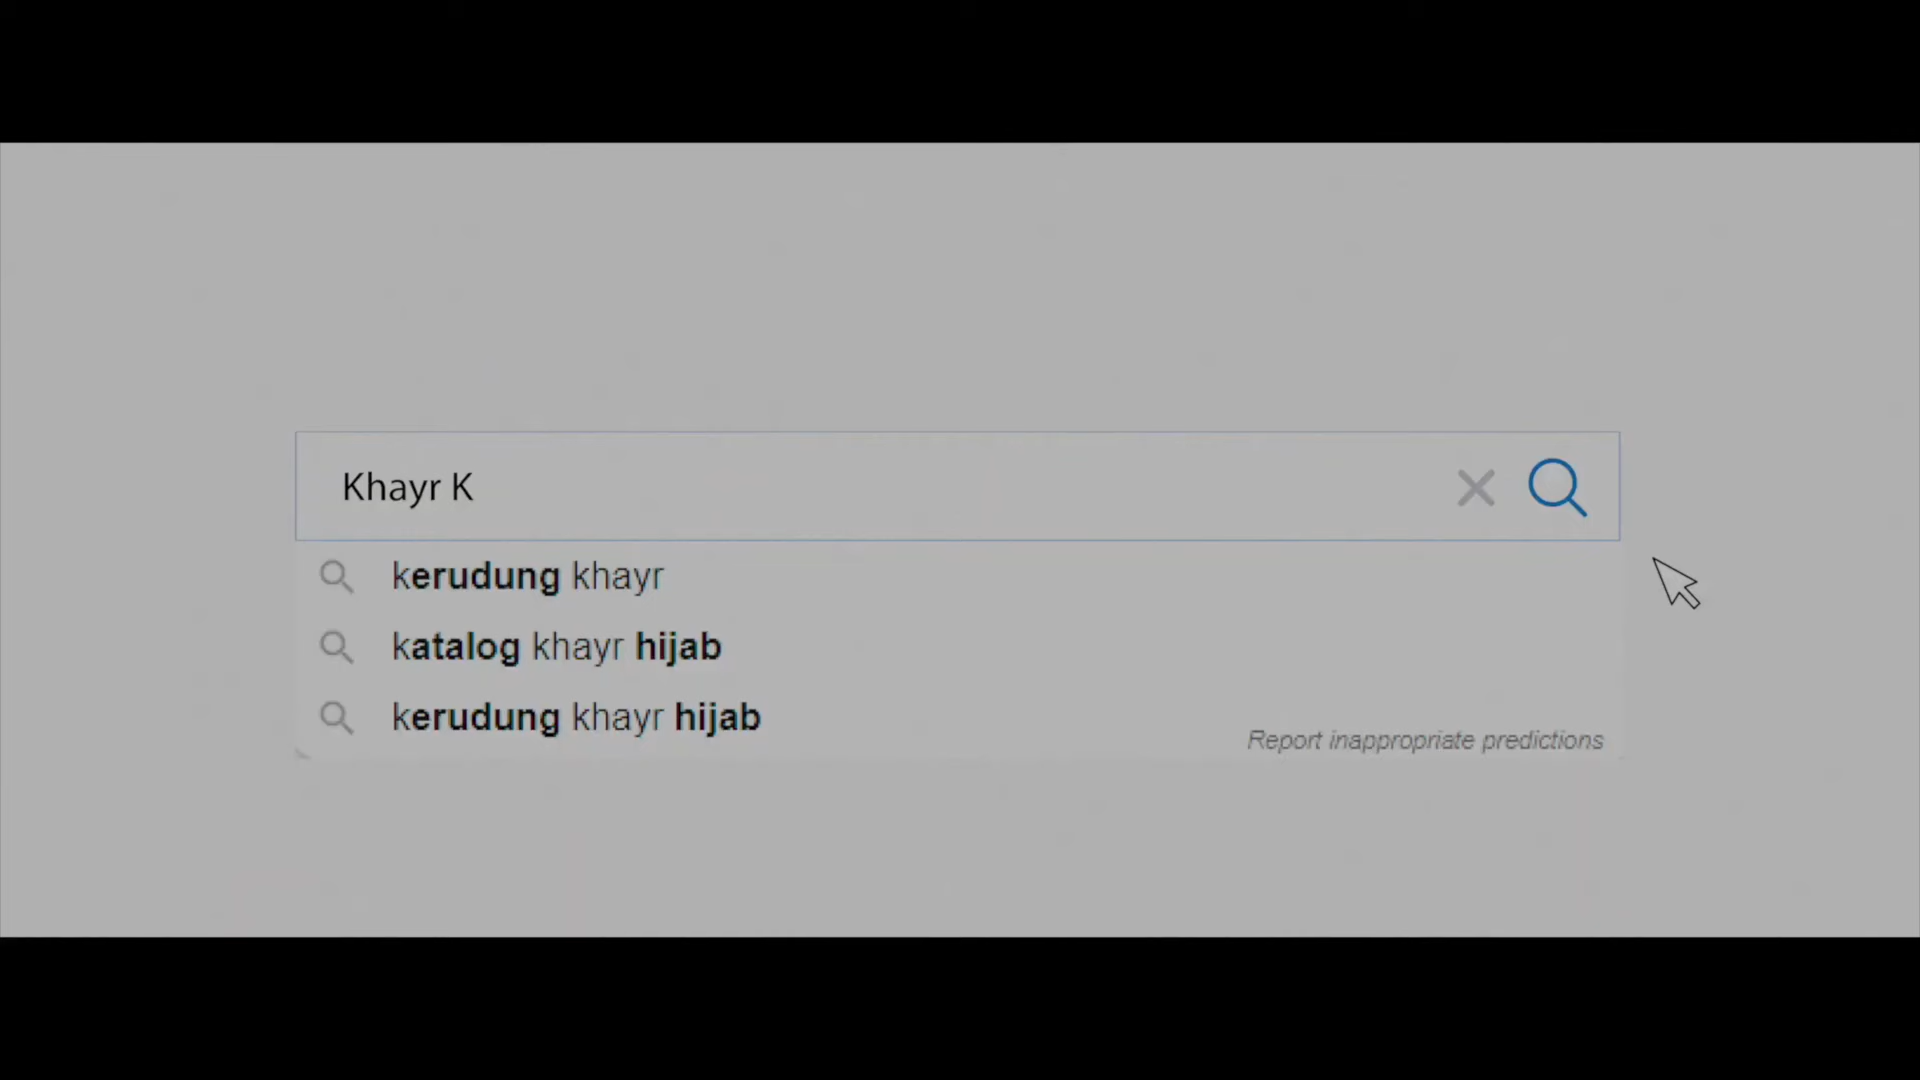 Khayr K
kerudung khayr
katalog khayr hijab
kerudung khayr hijab
Report inappropriate predictions